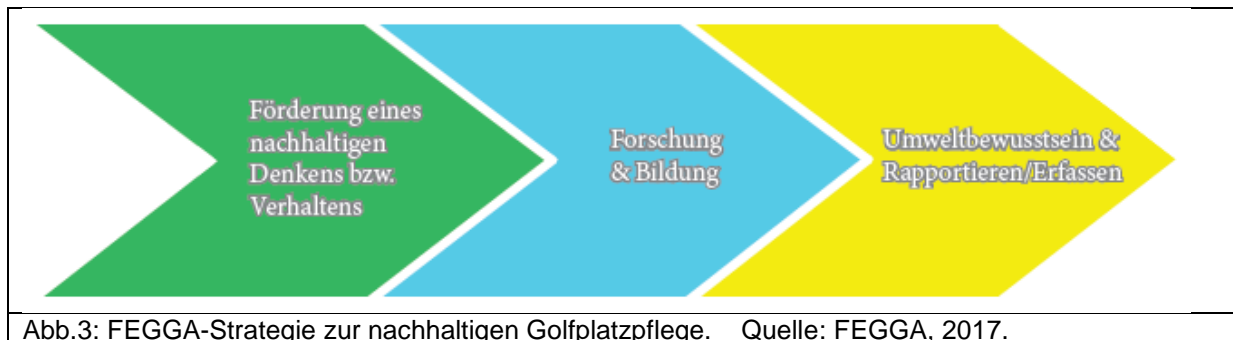 Förderung eines
nachhaltigen
Denkens bzw.
Verhaltens
Forschung
& Bildung
Umweltbewusstsein &
Rapportieren/Erfassen
Abb.3: FEGGA-Strategie zur nachhaltigen Golfplatzpflege. Quelle: FEGGA, 2017.